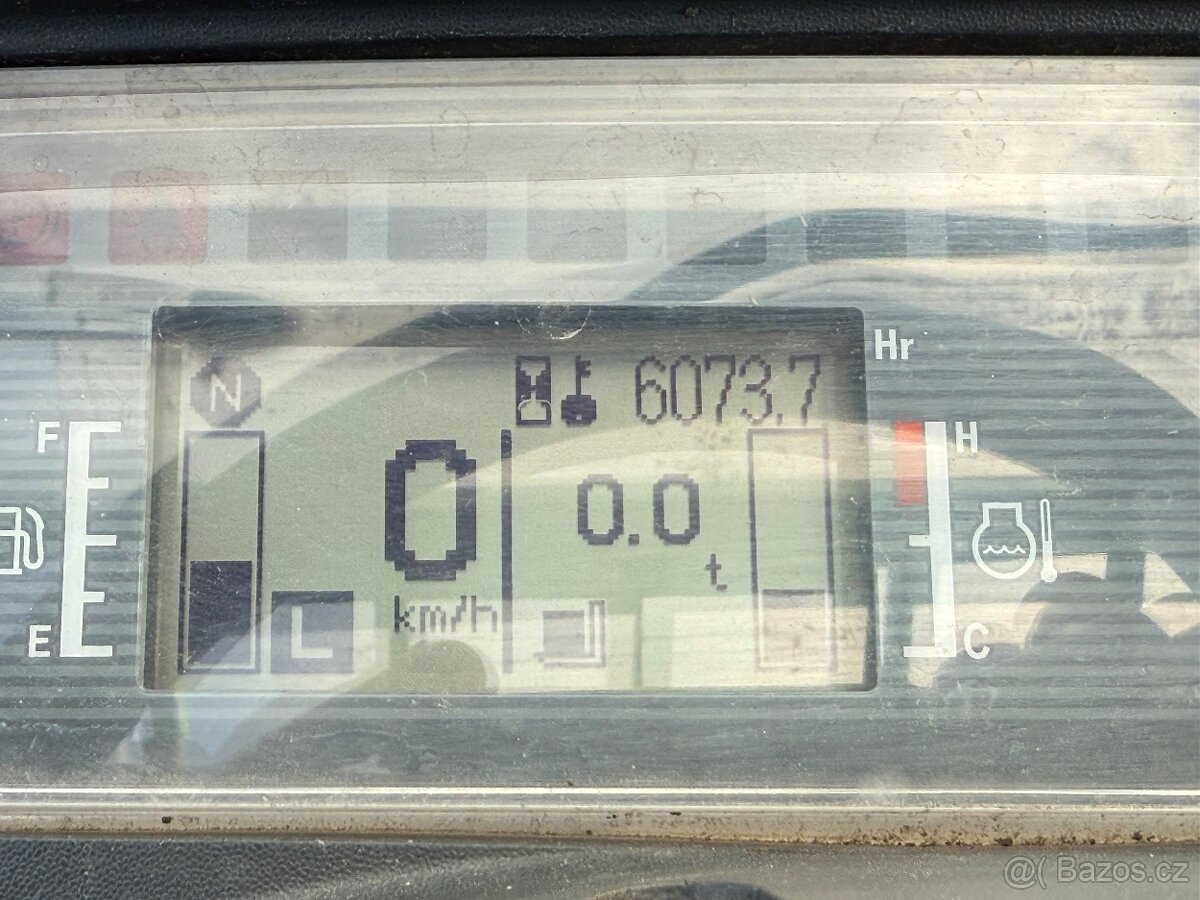 Hr
N 6073.7
F H
0 0.0
t
km/h
L
E C
@( Bazos.cz